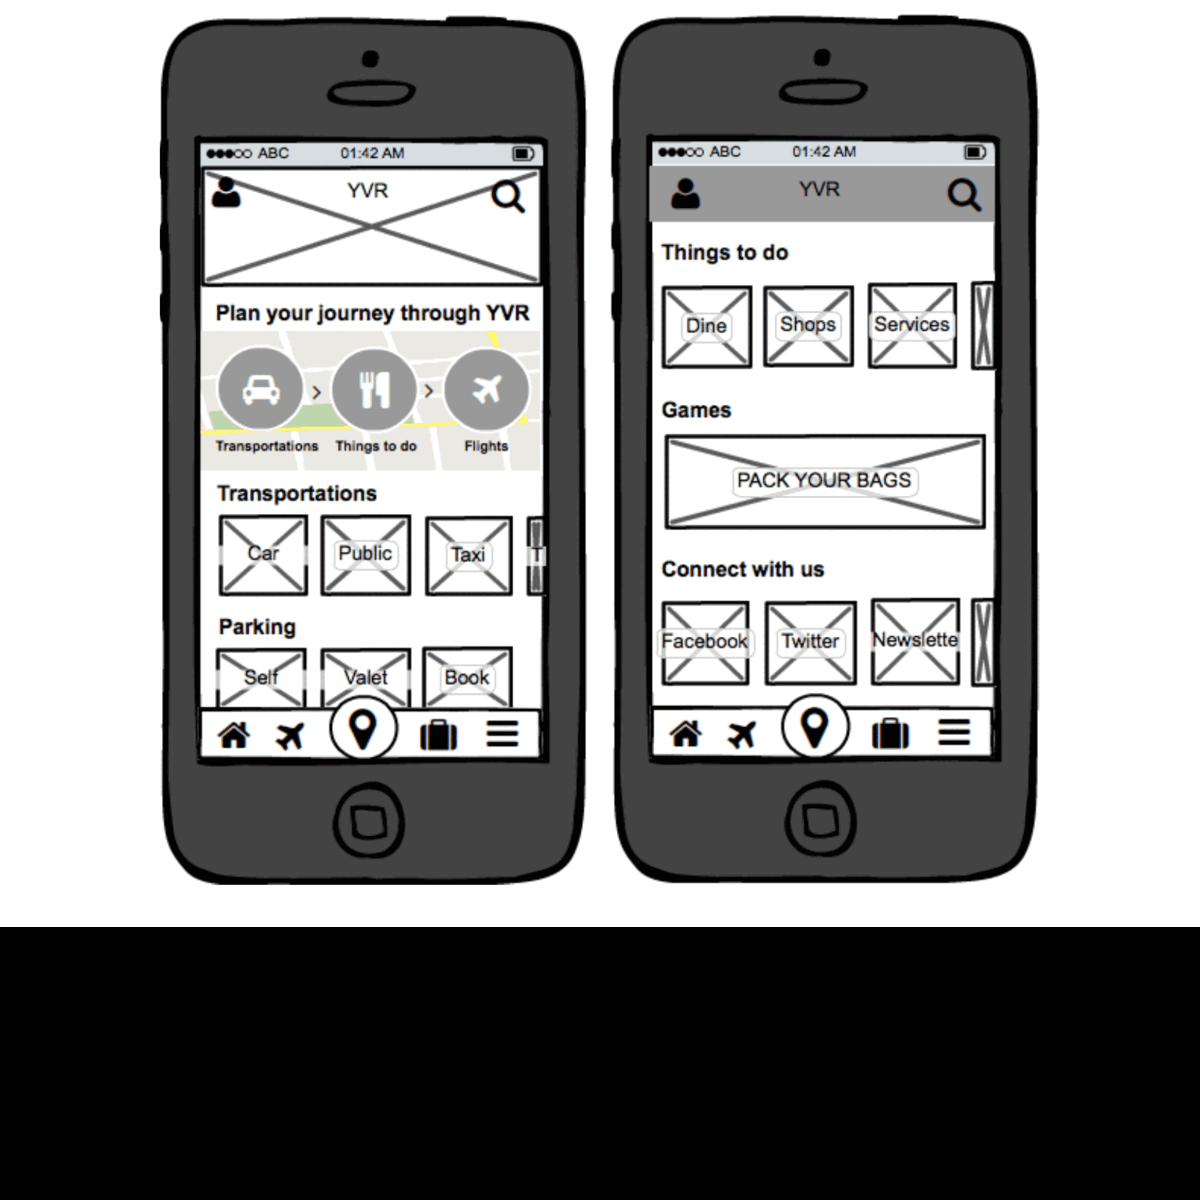 ABC 01:42 AM
YVR
Plan your journey through YVR
Transportations Things to do Flights
Transportations
Car Public Taxi T
Parking
Self Valet Book
ABC 01:42 AM
YVR
Things to do
Dine Shops Services
Games
PACK YOUR BAGS
Connect with us
Facebook Twitter Newslette